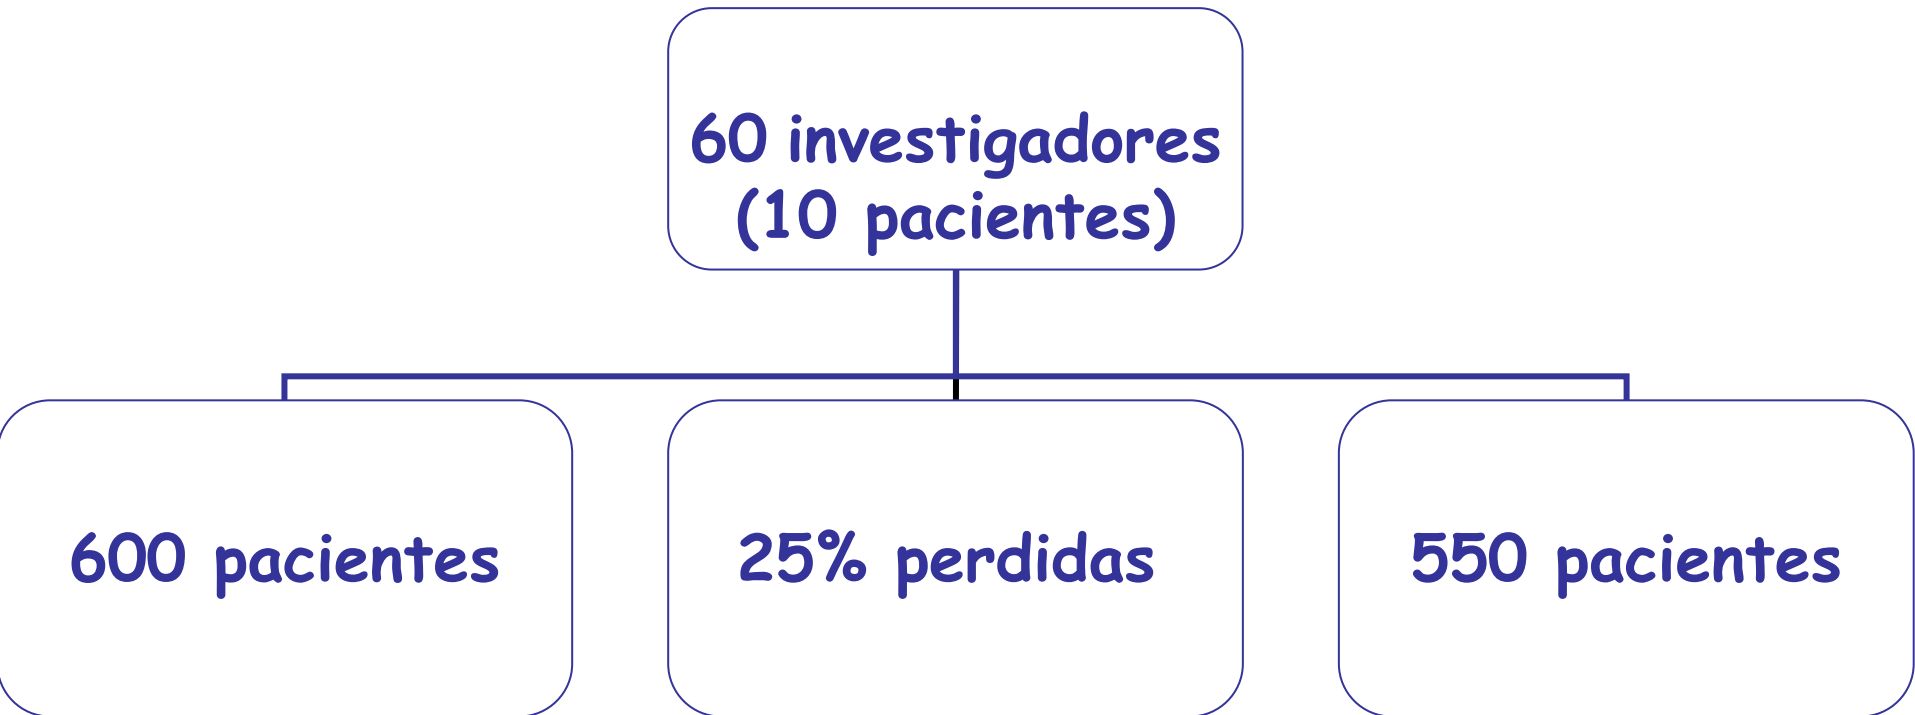 60 investigadores
(10 pacientes)
600 pacientes
25% perdidas
550 pacientes